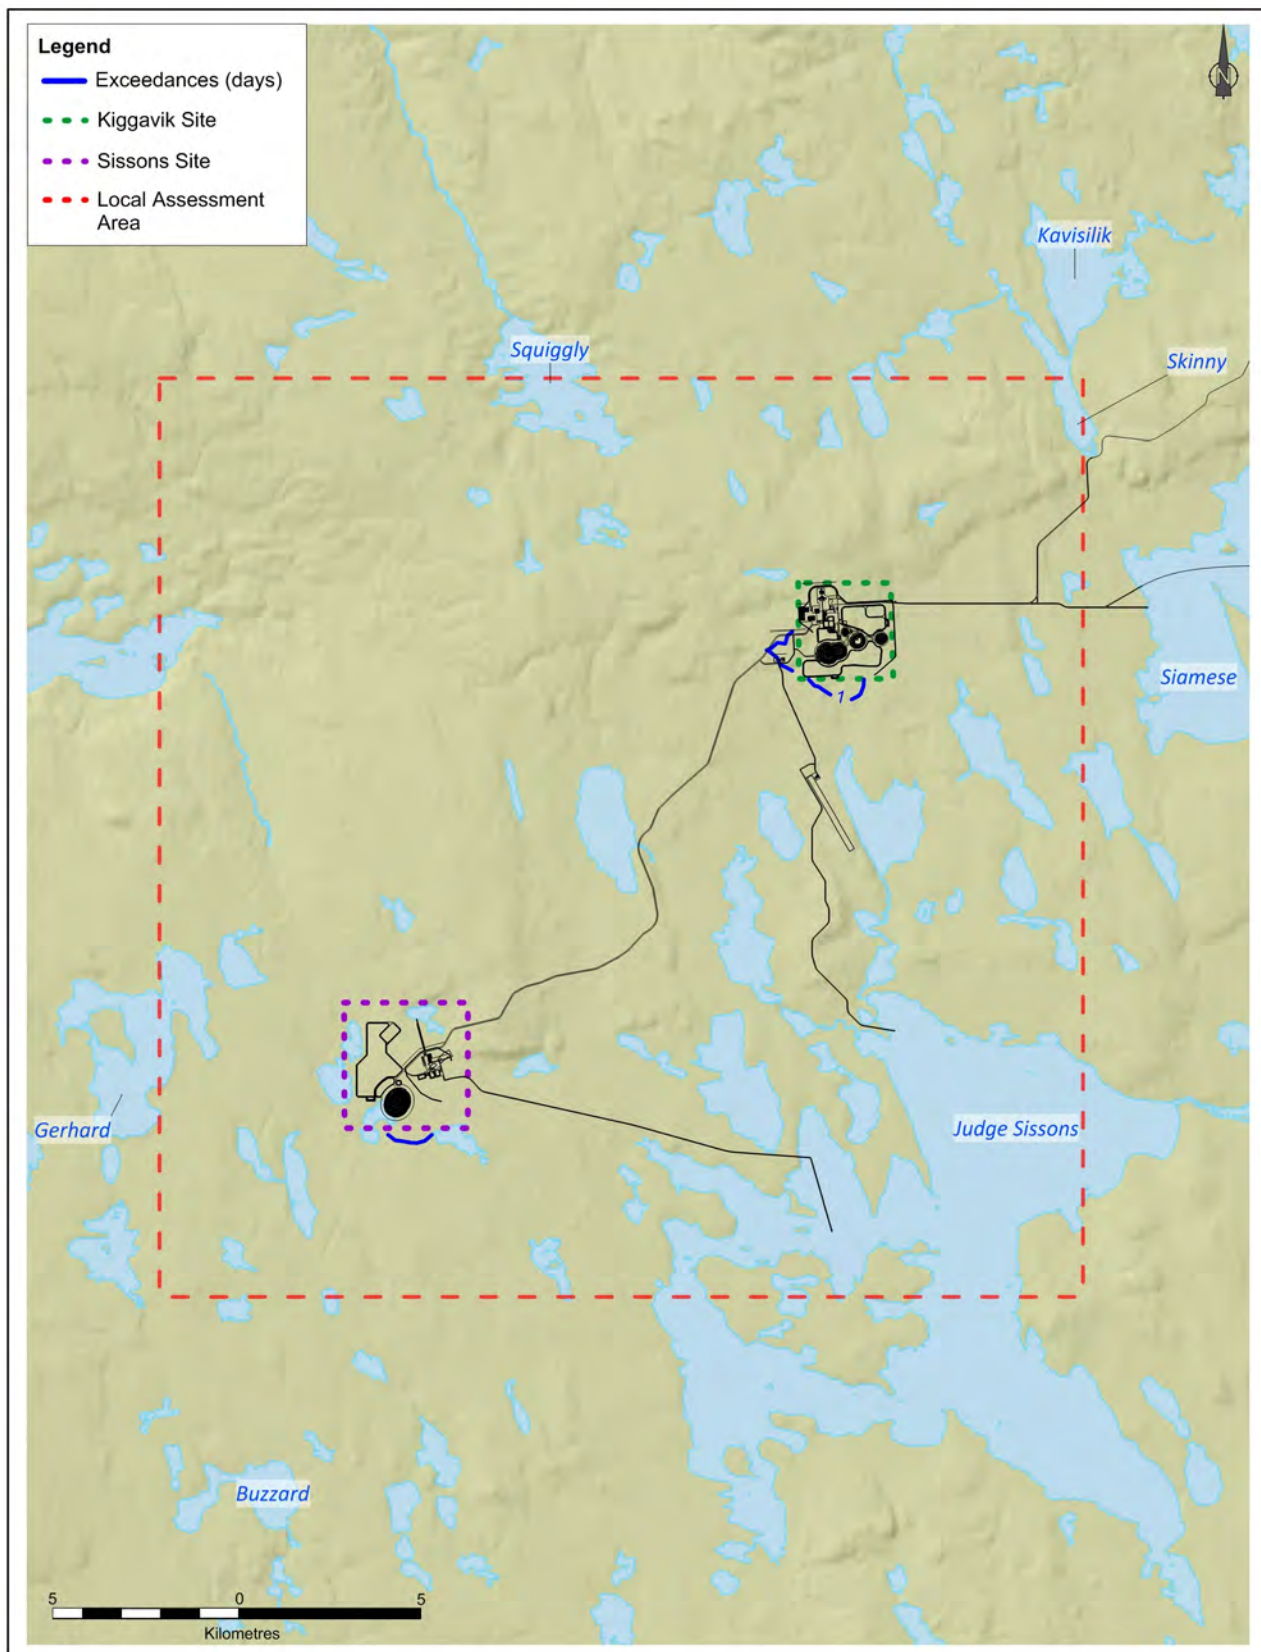 Legend
Exceedances (days)
Kiggavik Site
Sissons Site
Local Assessment
Area
N
Kavisilik
Squiggly
Skinny
Siamese
1
Gerhard
Judge Sissons
Buzzard
5 0 5
Kilometres